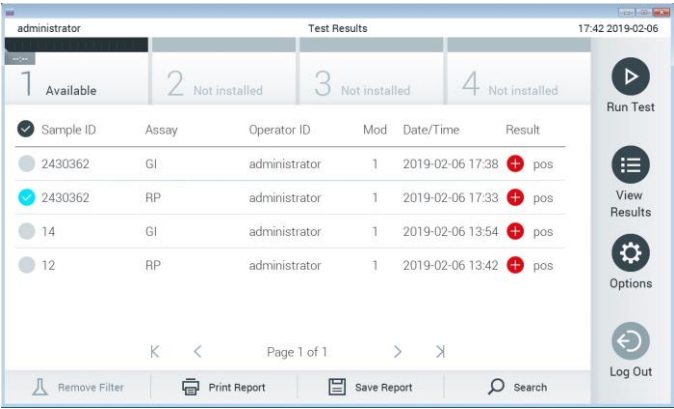 administrator Test Results 17:42 2019-02-06
1 Available 2 Not installed 3 Not installed 4 Not installed
Run Test
Sample ID Assay Operator ID Mod Date/Time Result
2430362 GI administrator 1 2019-02-06 17:38 pos
2430362 RP administrator 1 2019-02-06 17:33 pos
14 GI administrator 1 2019-02-06 13:54 pos
12 RP administrator 1 2019-02-06 13:42 pos
View
Results
Options
Page 1 of 1
Log Out
Remove Filter Print Report Save Report Search